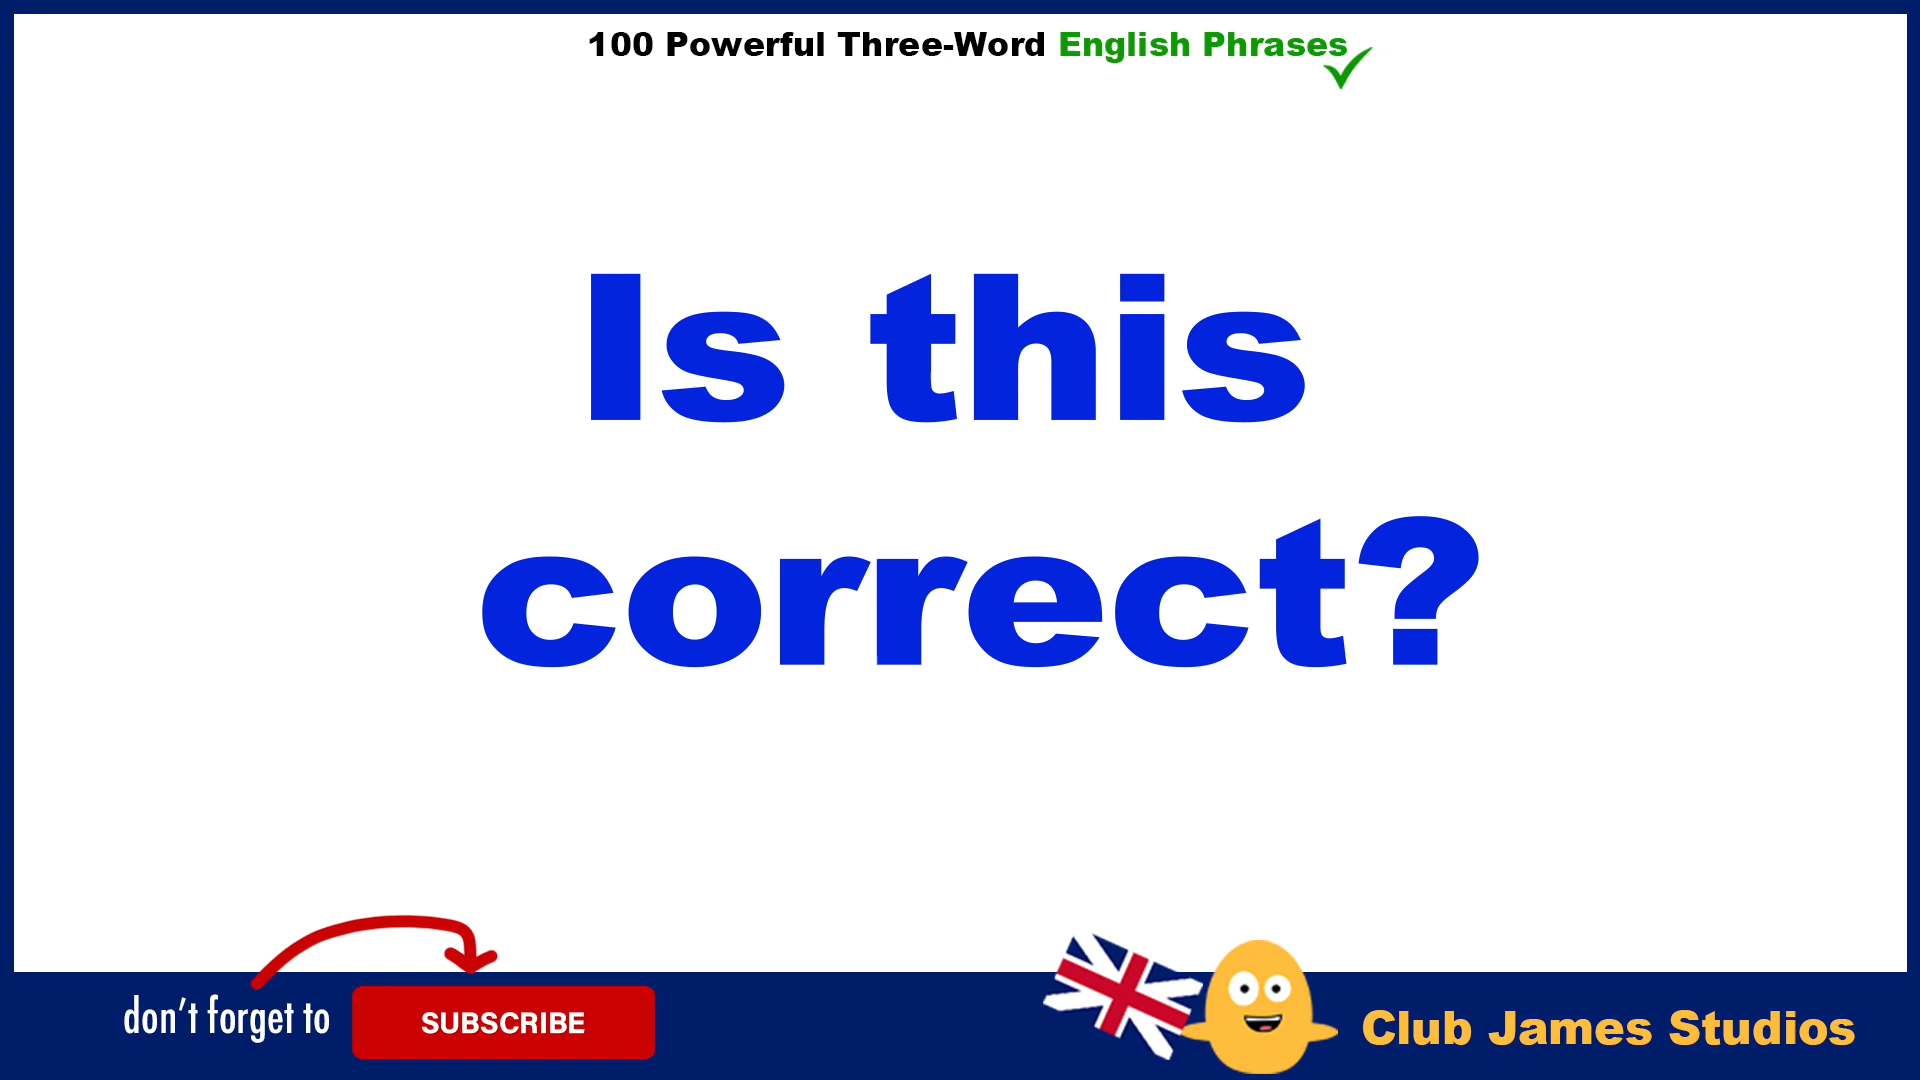 100 Powerful Three-Word English Phrases
Is this
correct?
don't forget to SUBSCRIBE
Club James Studios